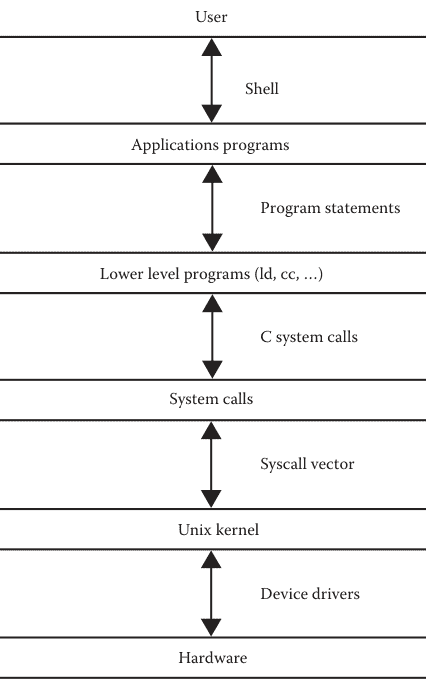 User
Shell
Applications programs
Program statements
Lower level programs (ld, cc, …)
C system calls
System calls
Syscall vector
Unix kernel
Device drivers
Hardware